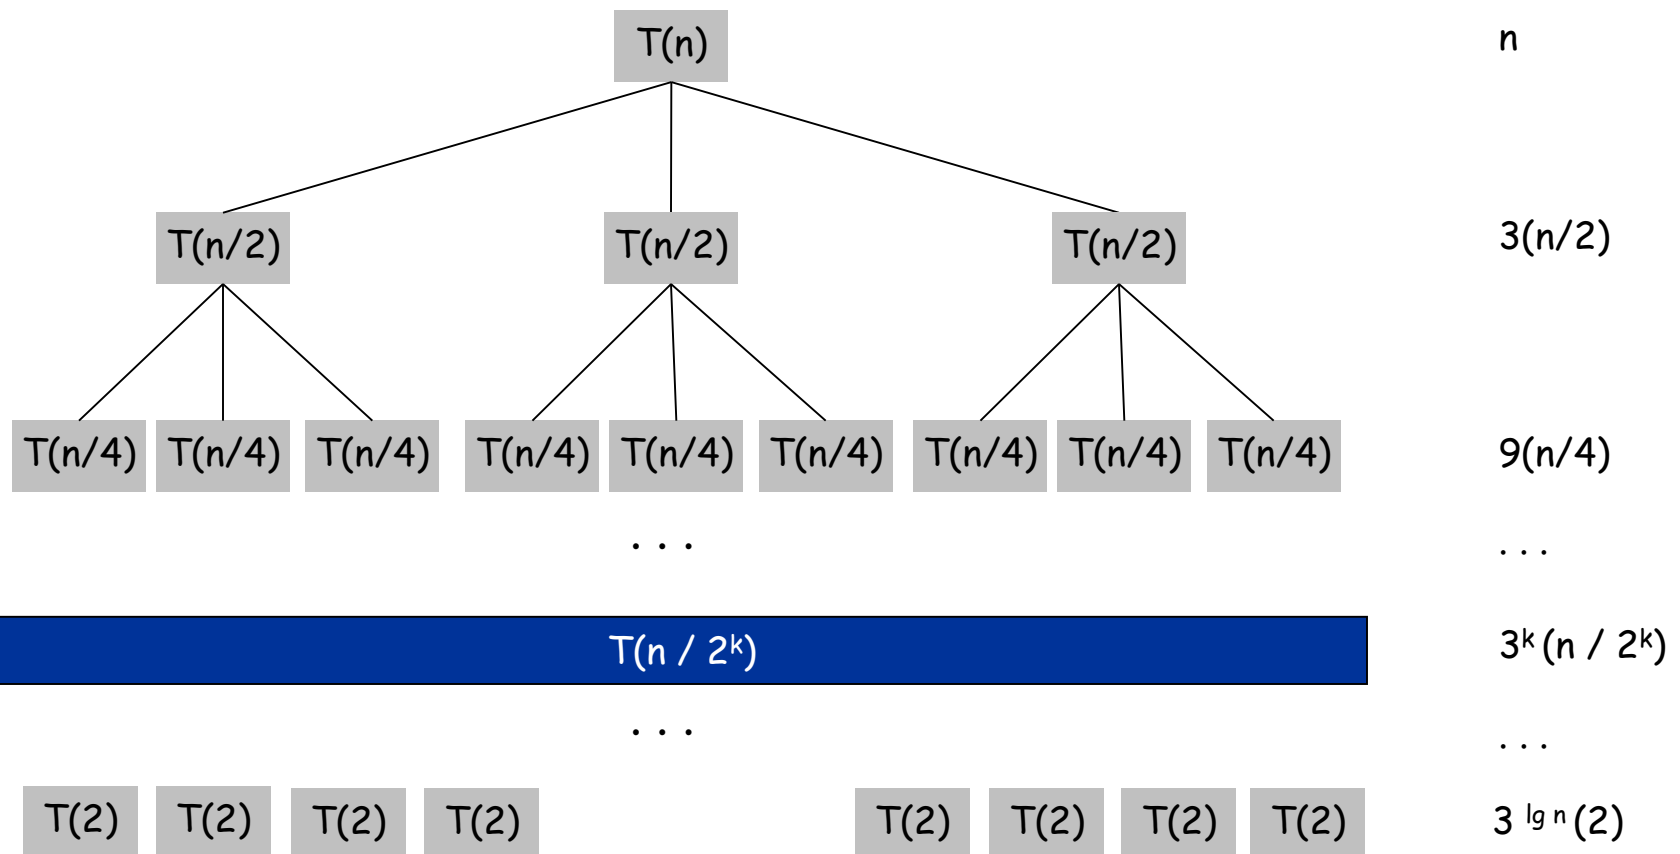 T(n) n
T(n/2) T(n/2) T(n/2) 3(n/2)
T(n/4) T(n/4) T(n/4) T(n/4) T(n/4) T(n/4) T(n/4) T(n/4) T(n/4) 9(n/4)
. . . . . .
T(n / 2ᵏ) 3ᵏ (n / 2ᵏ)
. . . . . .
T(2) T(2) T(2) T(2) T(2) T(2) T(2) T(2) 3 ˡᵍ ⁿ (2)